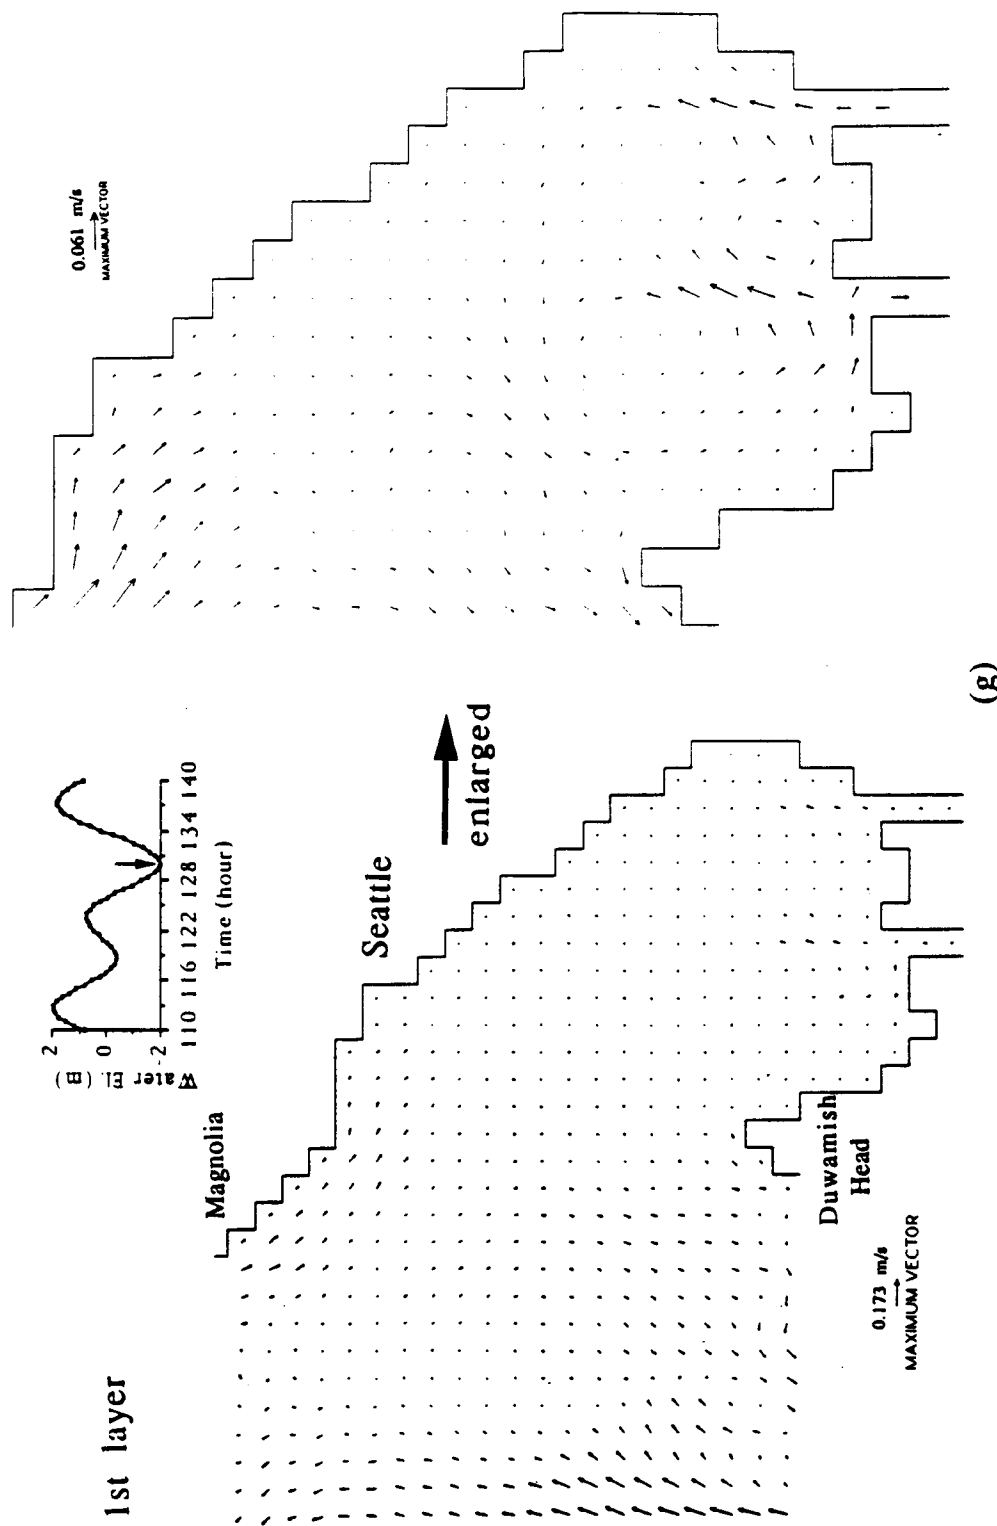 1st layer
Magnolia
Seattle
enlarged
Duwamish
Head
0.173 m/s
MAXIMUM VECTOR
0.061 m/s
MAXIMUM VECTOR
Water El. (m)
2
0
-2
110 116 122 128 134 140
Time (hour)
(g)